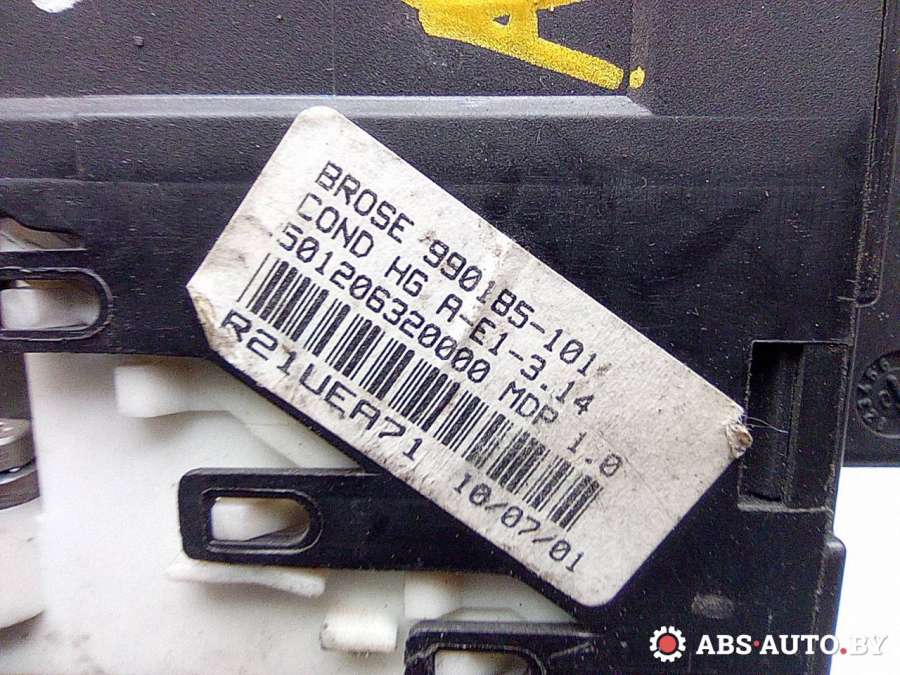 BROSE 990185-101
COND HG A-E1-3.14
501206320000 MDP 1.0
R21UEA71 10/07/01
ABS-AUTO.BY